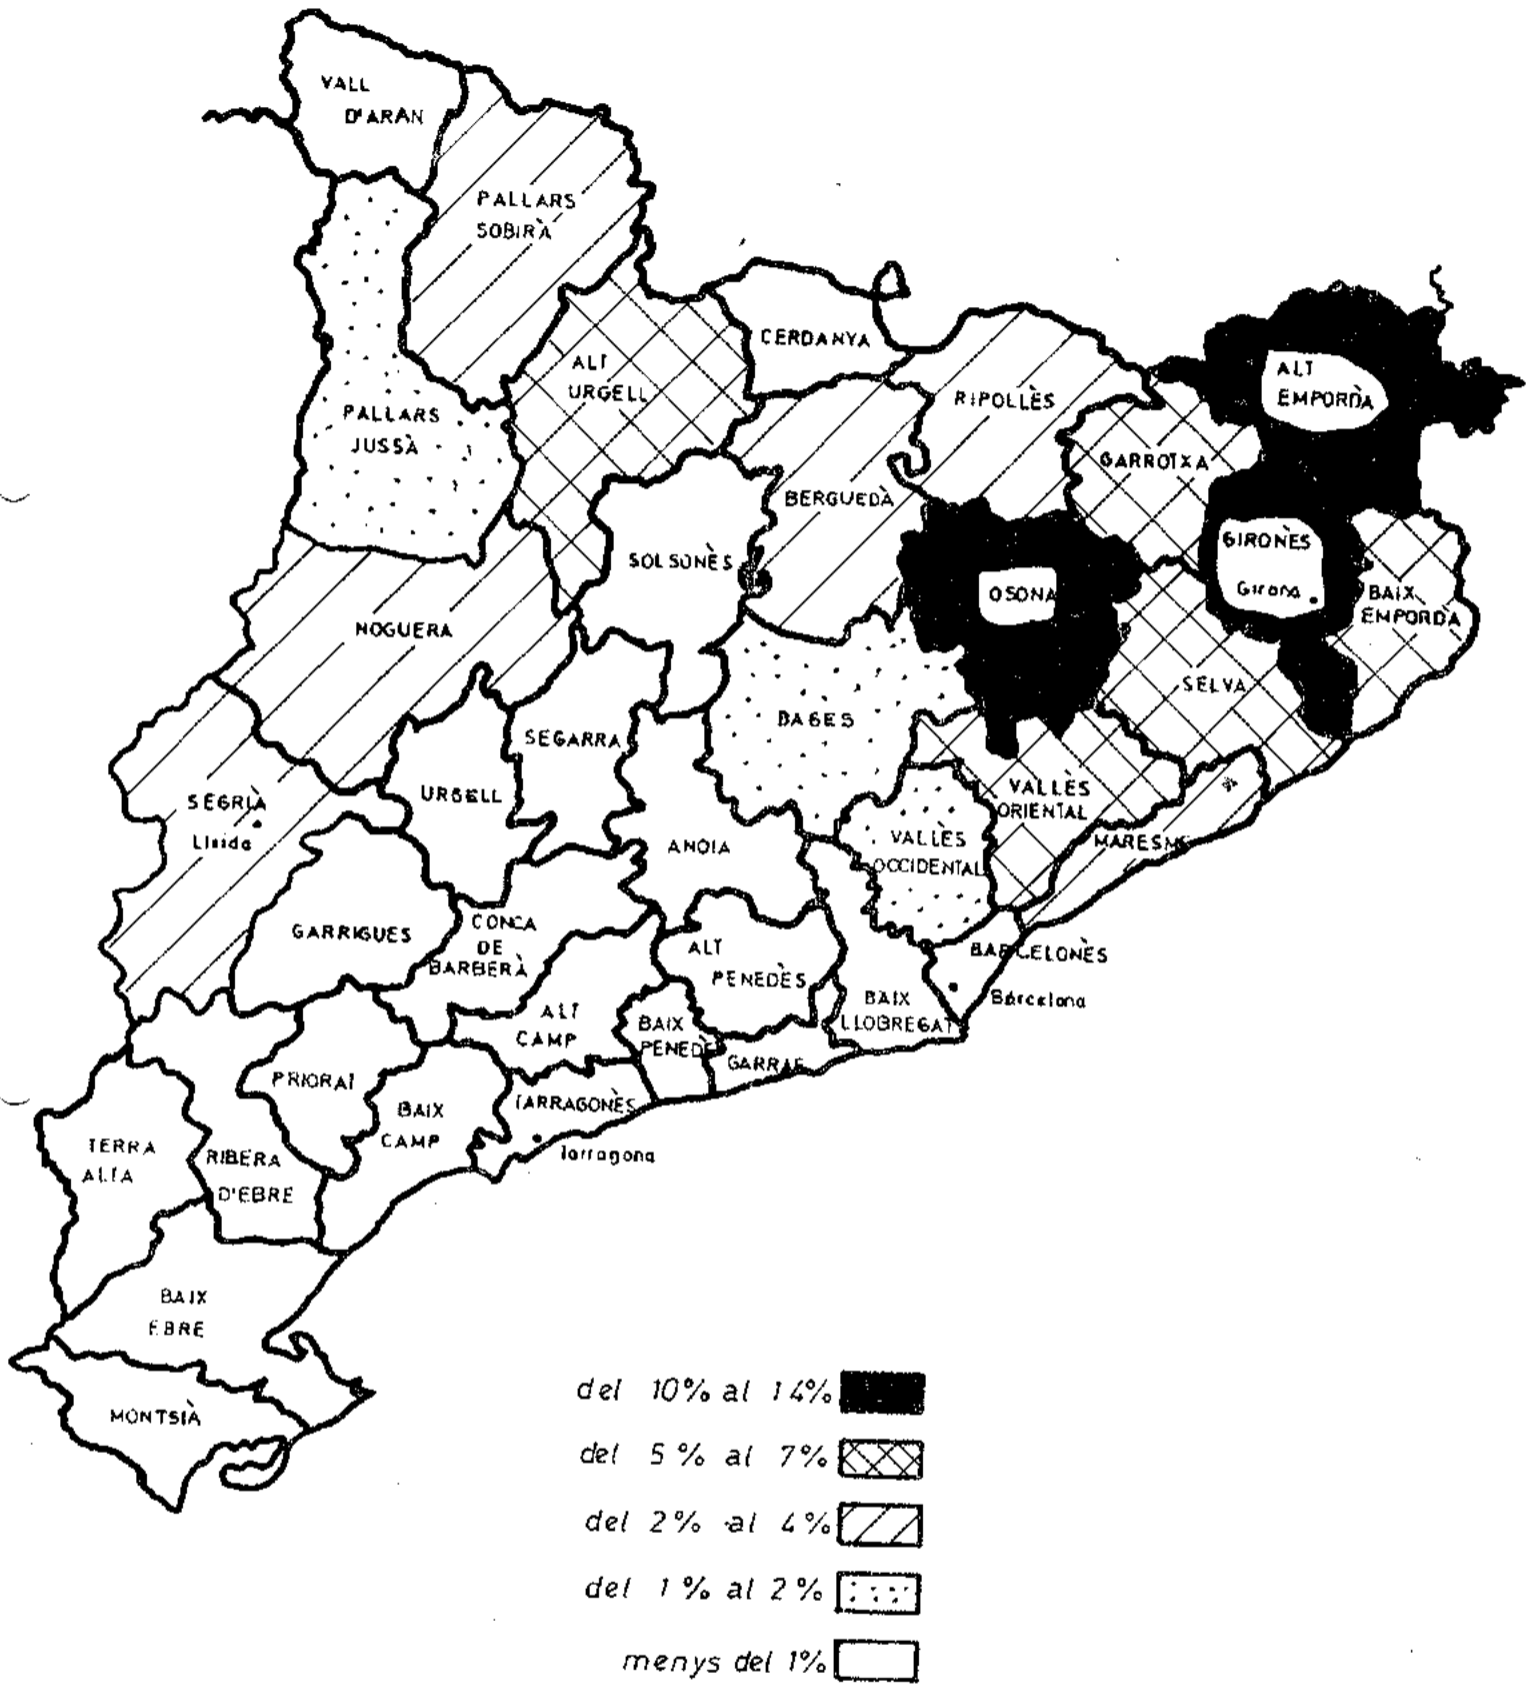 VALL
D'ARAN
PALLARS
SOBIRÀ
CERDANYA
ALT
URGELL
RIPOLLÈS
ALT
EMPORDÀ
PALLARS
JUSSÀ
GARROTXA
BERGUEDÀ
SOLSONÈS
GIRONÈS
Girona
OSONA
BAIX
EMPORDÀ
NOGUERA
SELVA
BAGES
SEGARRA
SEGRIÀ
Lleida
URGELL
VALLÈS
ORIENTAL
ANOIA
VALLÈS
OCCIDENTAL
MARESME
GARRIGUES
CONCA
DE
BARBERÀ
ALT
PENEDÈS
BARCELONÈS
Barcelona
BAIX
LLOBREGAT
ALT
CAMP
BAIX
PENEDÈS
GARRAF
PRIORAT
BAIX
CAMP
TARRAGONÈS
Tarragona
TERRA
ALTA
RIBERA
D'EBRE
BAIX
EBRE
MONTSIÀ
del 10% al 14%
del 5% al 7%
del 2% al 4%
del 1% al 2%
menys del 1%